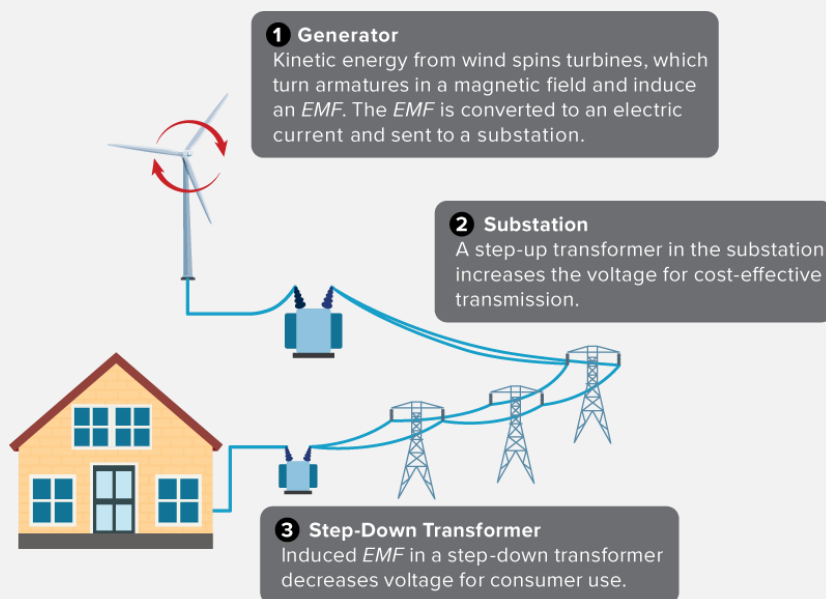 1 Generator
Kinetic energy from wind spins turbines, which
turn armatures in a magnetic field and induce
an EMF. The EMF is converted to an electric
current and sent to a substation.
2 Substation
A step-up transformer in the substation
increases the voltage for cost-effective
transmission.
3 Step-Down Transformer
Induced EMF in a step-down transformer
decreases voltage for consumer use.